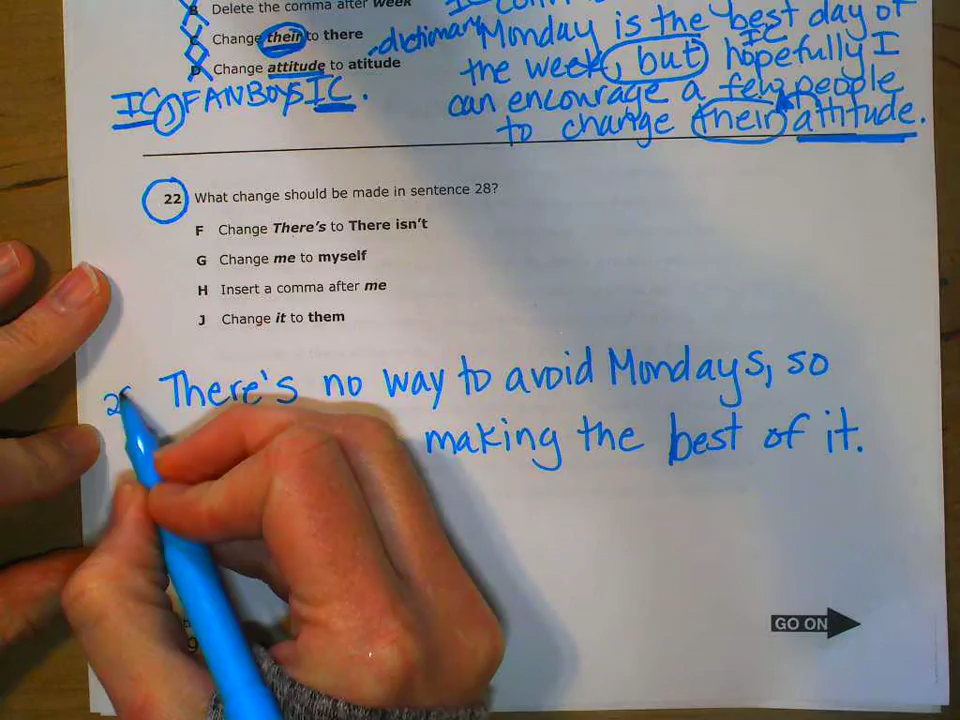 Delete the comma after week
C Change their to there
D Change attitude to atitude
dictionary
IC, FANBOYS IC.
Monday is the best day of
IC
the week, but hopefully I
can encourage a few people
to change their attitude.
22 What change should be made in sentence 28?
F Change There's to There isn't
G Change me to myself
H Insert a comma after me
J Change it to them
There's no way to avoid Mondays, so
making the best of it.
GO ON